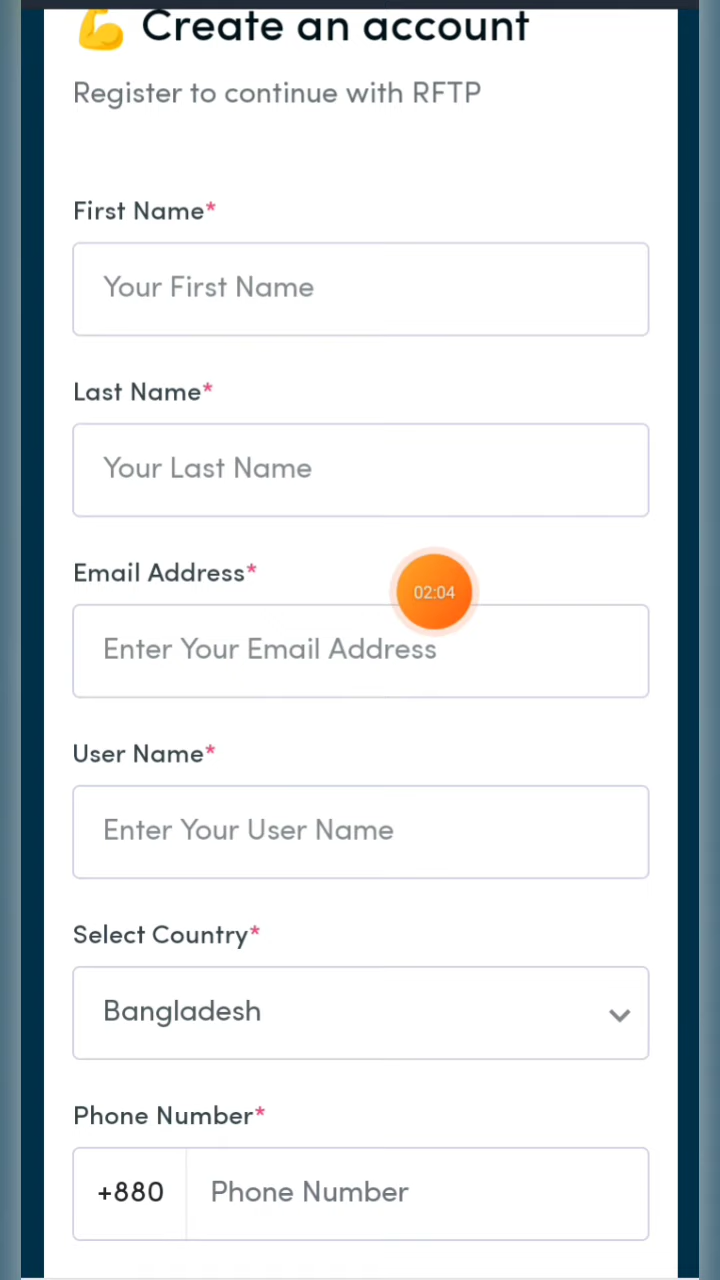 💪 Create an account
Register to continue with RFTP
First Name*
Your First Name
Last Name*
Your Last Name
Email Address*
02:04
Enter Your Email Address
User Name*
Enter Your User Name
Select Country*
Bangladesh
Phone Number*
+880 Phone Number